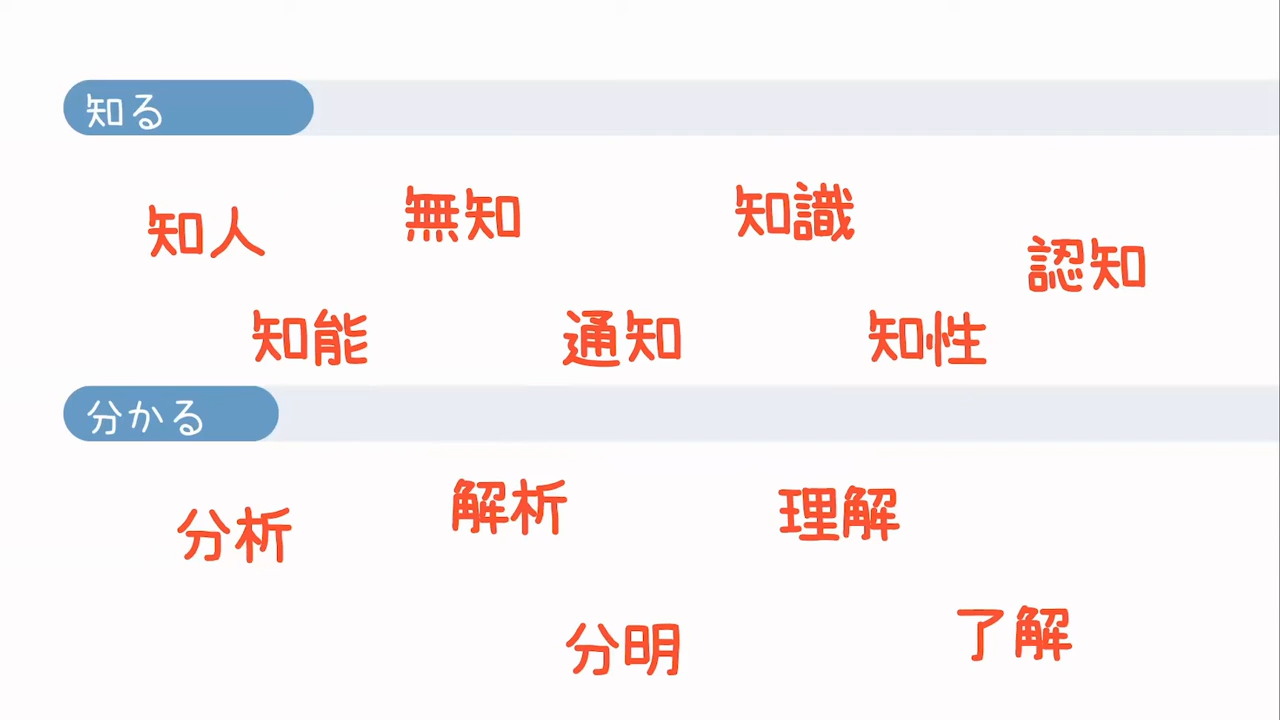 知る
知人 無知 知識 認知
知能 通知 知性
分かる
分析 解析 理解
分明 了解